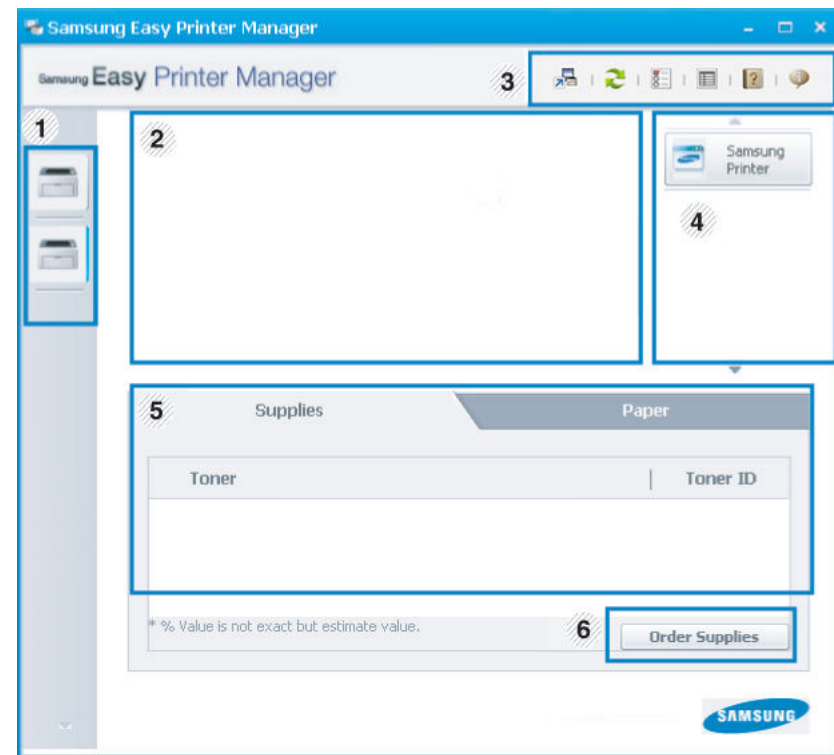 Samsung Easy Printer Manager
Samsung Easy Printer Manager
3
1
2
Samsung
Printer
4
5
Supplies
Paper
Toner
Toner ID
* % Value is not exact but estimate value.
6
Order Supplies
SAMSUNG